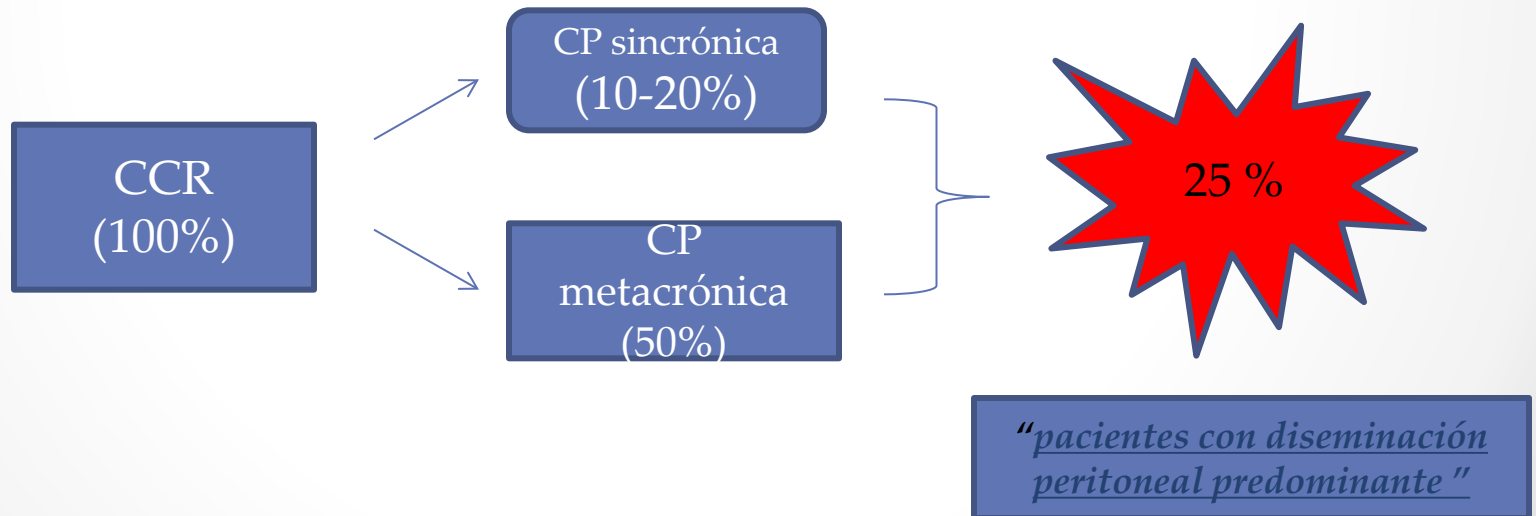 CCR
(100%)
CP sincrónica
(10-20%)
CP
metacrónica
(50%)
25 %
“pacientes con diseminación
peritoneal predominante ”